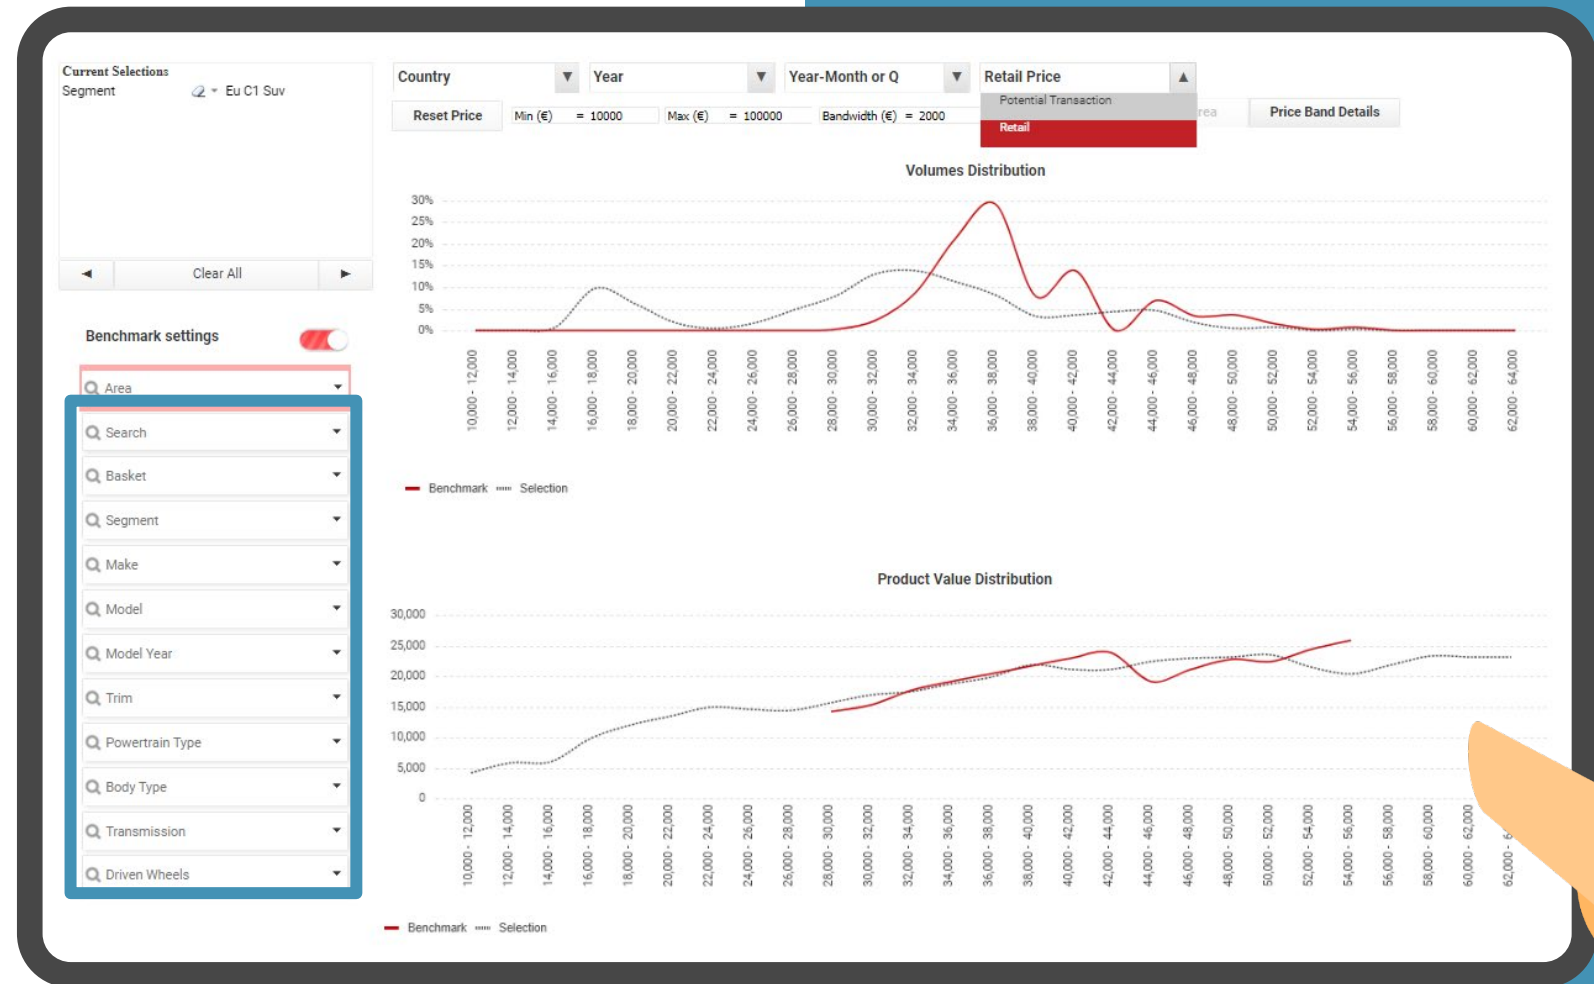 Current Selections
Segment Eu C1 Suv
Clear All
Benchmark settings
Area
Search
Basket
Segment
Make
Model
Model Year
Trim
Powertrain Type
Body Type
Transmission
Driven Wheels
Country Year Year-Month or Q Retail Price
Potential Transaction
Retail
Reset Price Min (€) = 10000 Max (€) = 100000 Bandwidth (€) = 2000 Price Band Details
Volumes Distribution
30%
25%
20%
15%
10%
5%
0%
10,000 - 12,000
12,000 - 14,000
14,000 - 16,000
16,000 - 18,000
18,000 - 20,000
20,000 - 22,000
22,000 - 24,000
24,000 - 26,000
26,000 - 28,000
28,000 - 30,000
30,000 - 32,000
32,000 - 34,000
34,000 - 36,000
36,000 - 38,000
38,000 - 40,000
40,000 - 42,000
42,000 - 44,000
44,000 - 46,000
46,000 - 48,000
48,000 - 50,000
50,000 - 52,000
52,000 - 54,000
54,000 - 56,000
56,000 - 58,000
58,000 - 60,000
60,000 - 62,000
62,000 - 64,000
Benchmark Selection
Product Value Distribution
30,000
25,000
20,000
15,000
10,000
5,000
0
10,000 - 12,000
12,000 - 14,000
14,000 - 16,000
16,000 - 18,000
18,000 - 20,000
20,000 - 22,000
22,000 - 24,000
24,000 - 26,000
26,000 - 28,000
28,000 - 30,000
30,000 - 32,000
32,000 - 34,000
34,000 - 36,000
36,000 - 38,000
38,000 - 40,000
40,000 - 42,000
42,000 - 44,000
44,000 - 46,000
46,000 - 48,000
48,000 - 50,000
50,000 - 52,000
52,000 - 54,000
54,000 - 56,000
56,000 - 58,000
58,000 - 60,000
60,000 - 62,000
62,000 -
Benchmark Selection